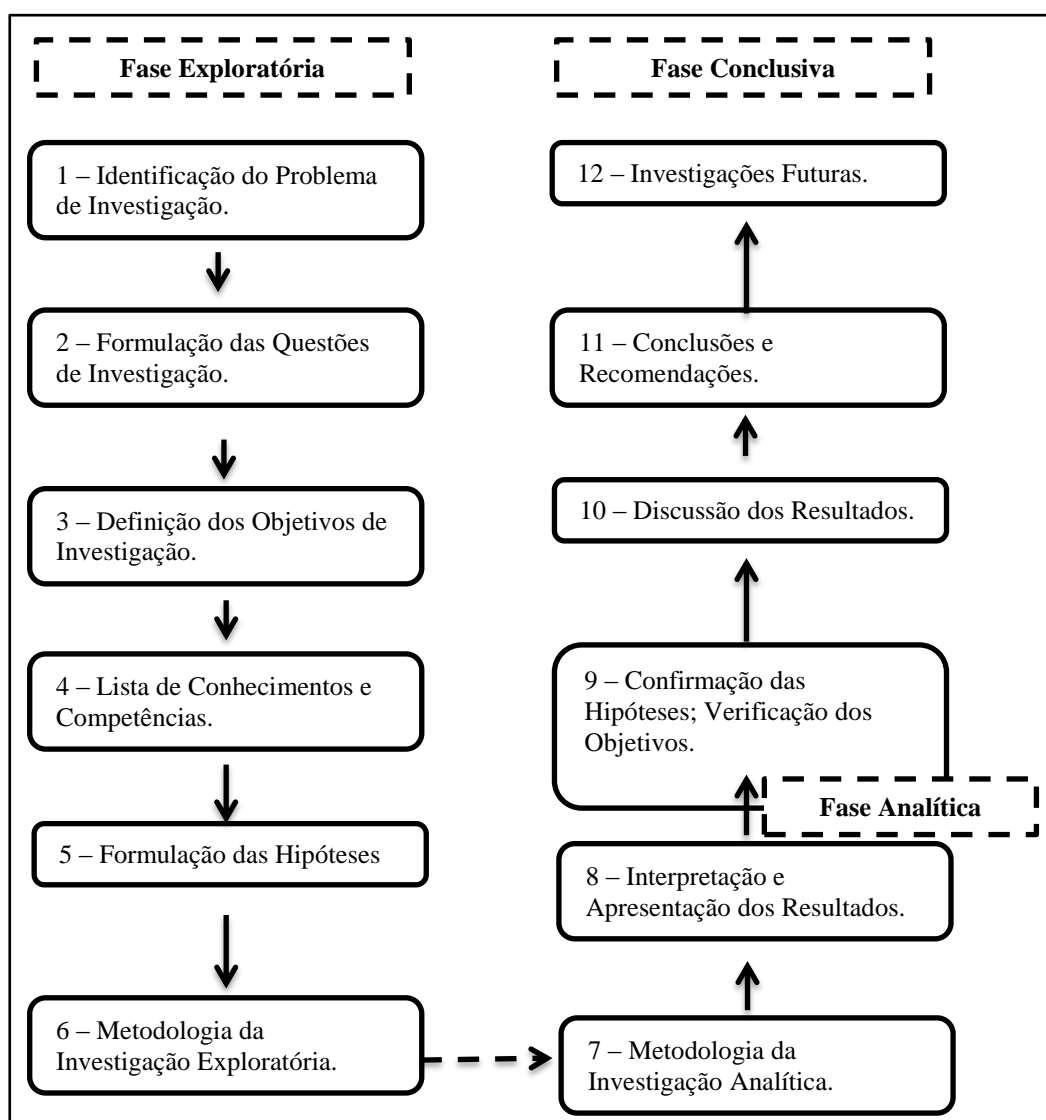 Fase Exploratória
1 – Identificação do Problema
de Investigação.
2 – Formulação das Questões
de Investigação.
3 – Definição dos Objetivos de
Investigação.
4 – Lista de Conhecimentos e
Competências.
5 – Formulação das Hipóteses
6 – Metodologia da
Investigação Exploratória.
Fase Conclusiva
12 – Investigações Futuras.
11 – Conclusões e
Recomendações.
10 – Discussão dos Resultados.
9 – Confirmação das
Hipóteses; Verificação dos
Objetivos.
Fase Analítica
8 – Interpretação e
Apresentação dos Resultados.
7 – Metodologia da
Investigação Analítica.